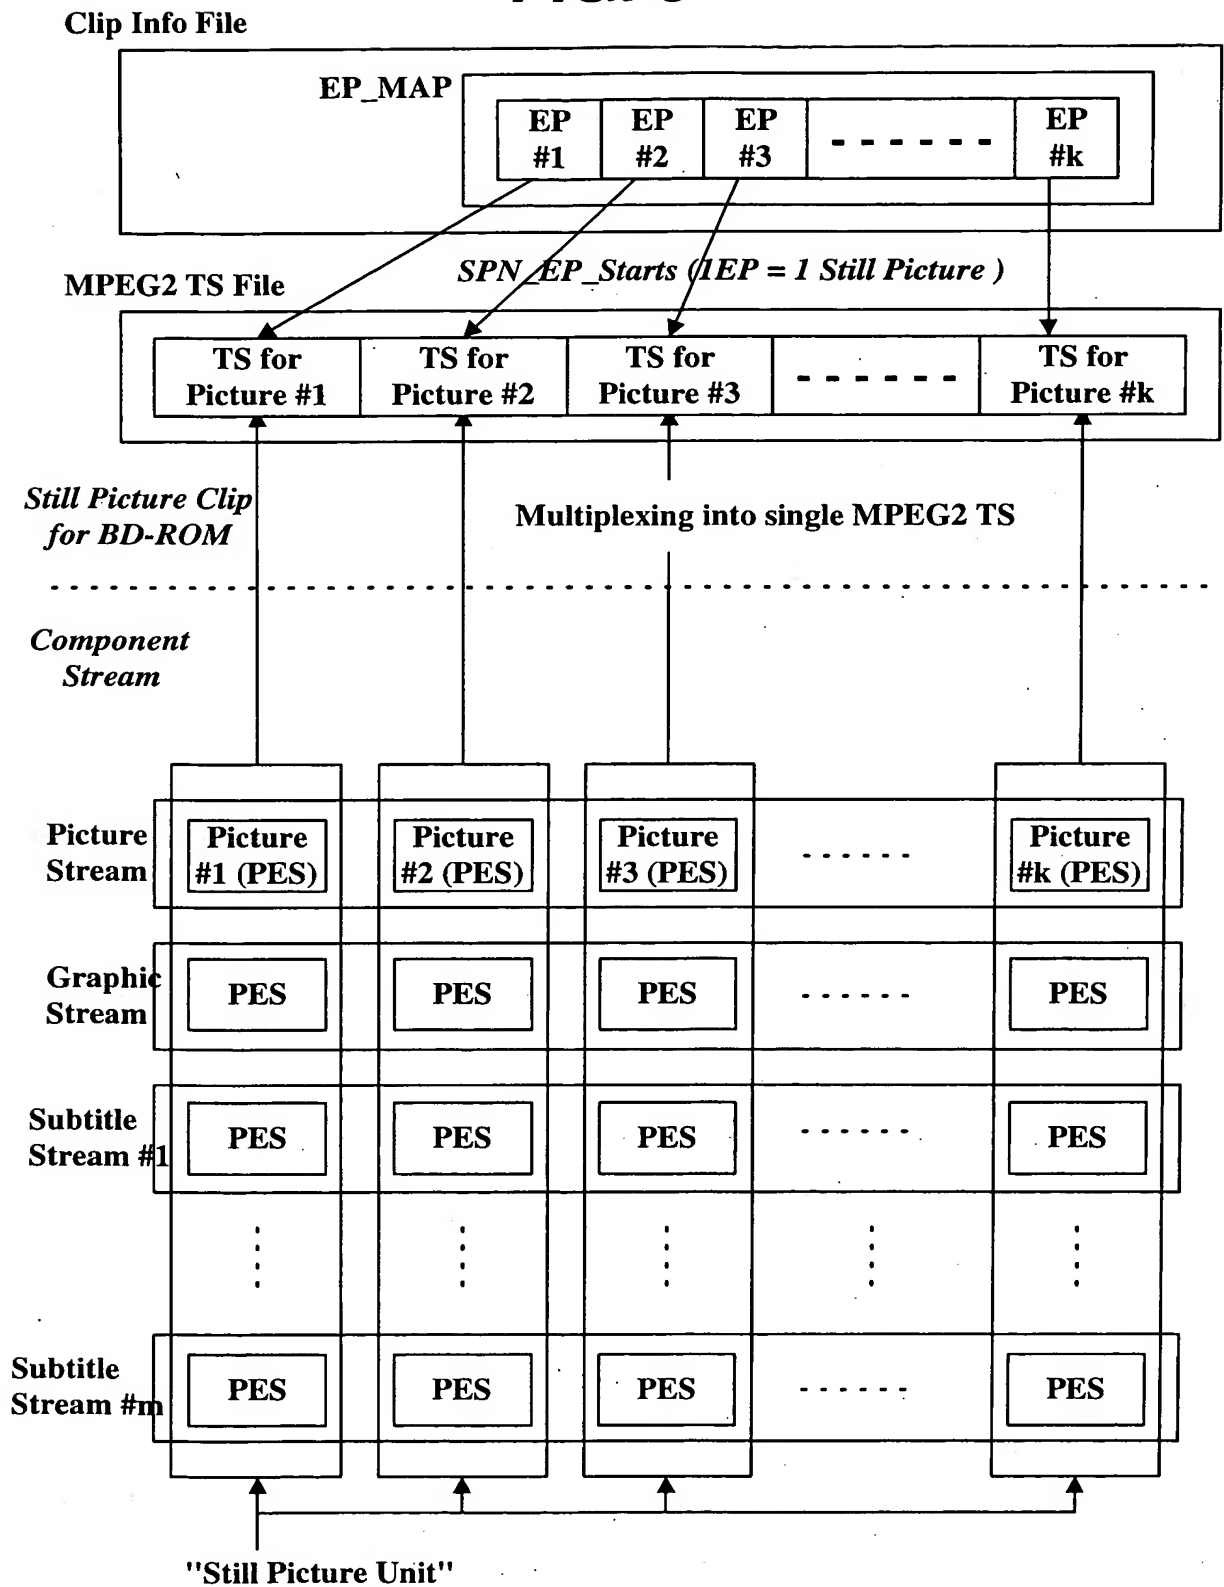 Clip Info File
EP_MAP
EP #1
EP #2
EP #3
EP #k
SPN_EP_Starts (1EP = 1 Still Picture )
MPEG2 TS File
TS for Picture #1
TS for Picture #2
TS for Picture #3
TS for Picture #k
Still Picture Clip
for BD-ROM
Multiplexing into single MPEG2 TS
Component
Stream
Picture
Stream
Picture #1 (PES)
Picture #2 (PES)
Picture #3 (PES)
Picture #k (PES)
Graphic
Stream
PES
PES
PES
PES
Subtitle
Stream #1
PES
PES
PES
PES
Subtitle
Stream #m
PES
PES
PES
PES
"Still Picture Unit"